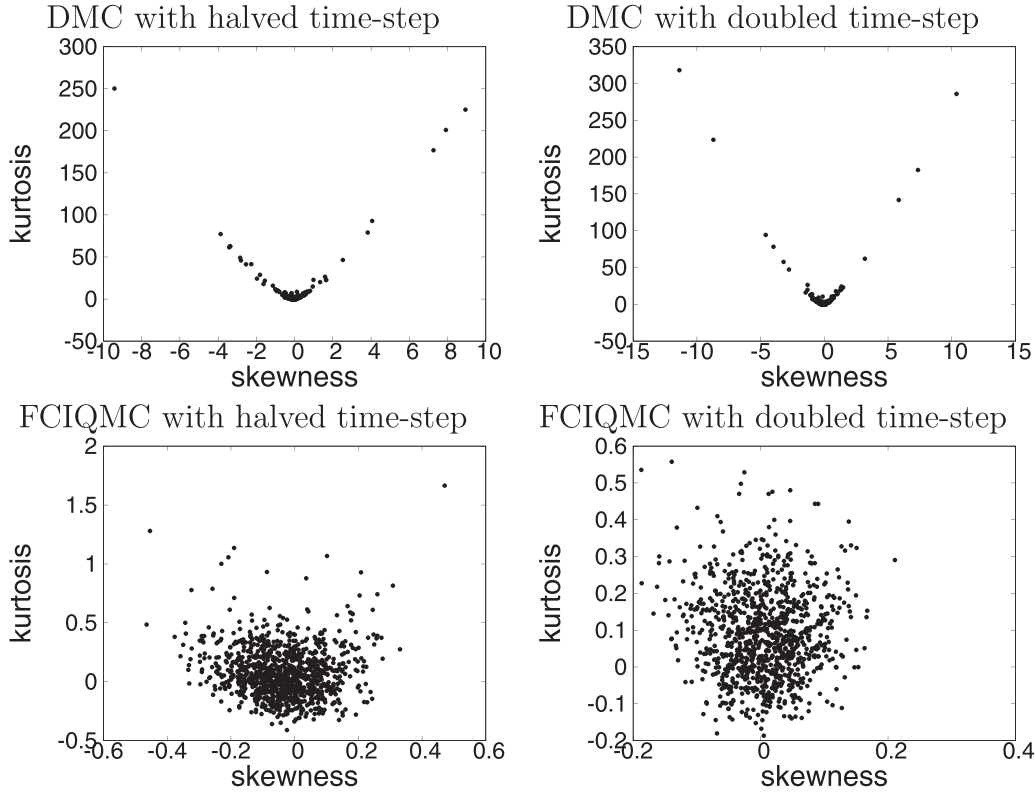 DMC with halved time-step
300
250
200
150
100
50
0
-50
kurtosis
-10 -8 -6 -4 -2 0 2 4 6 8 10
skewness
DMC with doubled time-step
350
300
250
200
150
100
50
0
-50
kurtosis
-15 -10 -5 0 5 10 15
skewness
FCIQMC with halved time-step
2
1.5
1
0.5
0
-0.5
kurtosis
-0.6 -0.4 -0.2 0 0.2 0.4 0.6
skewness
FCIQMC with doubled time-step
0.6
0.5
0.4
0.3
0.2
0.1
0
-0.1
-0.2
kurtosis
-0.2 0 0.2 0.4
skewness